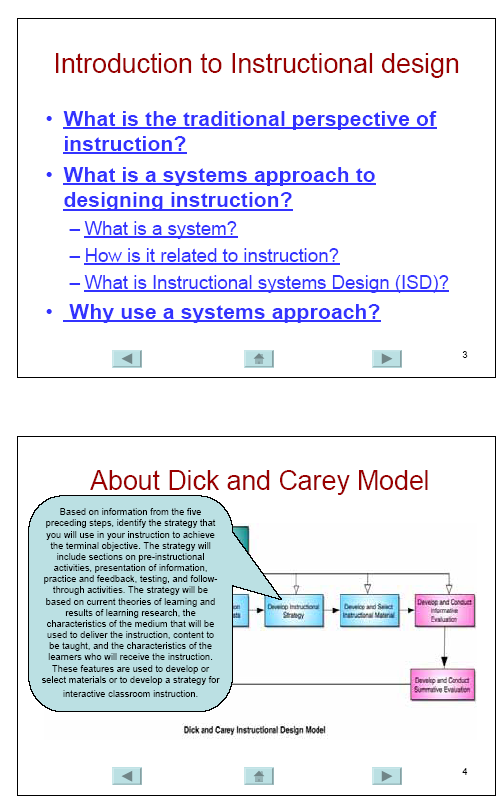 Introduction to Instructional design
• What is the traditional perspective of
instruction?
• What is a systems approach to
designing instruction?
– What is a system?
– How is it related to instruction?
– What is Instructional systems Design (ISD)?
• Why use a systems approach?
3
About Dick and Carey Model
Based on information from the five
preceding steps, identify the strategy that
you will use in your instruction to achieve
the terminal objective. The strategy will
include sections on pre-instructional
activities, presentation of information,
practice and feedback, testing, and follow-
through activities. The strategy will be
based on current theories of learning and
results of learning research, the
characteristics of the medium that will be
used to deliver the instruction, content to
be taught, and the characteristics of the
learners who will receive the instruction.
These features are used to develop or
select materials or to develop a strategy for
interactive classroom instruction.
Develop Instructional
Strategy
Develop and Select
Instructional Material
Develop and Conduct
Informative
Evaluation
Develop and Conduct
Summative Evaluation
Dick and Carey Instructional Design Model
4